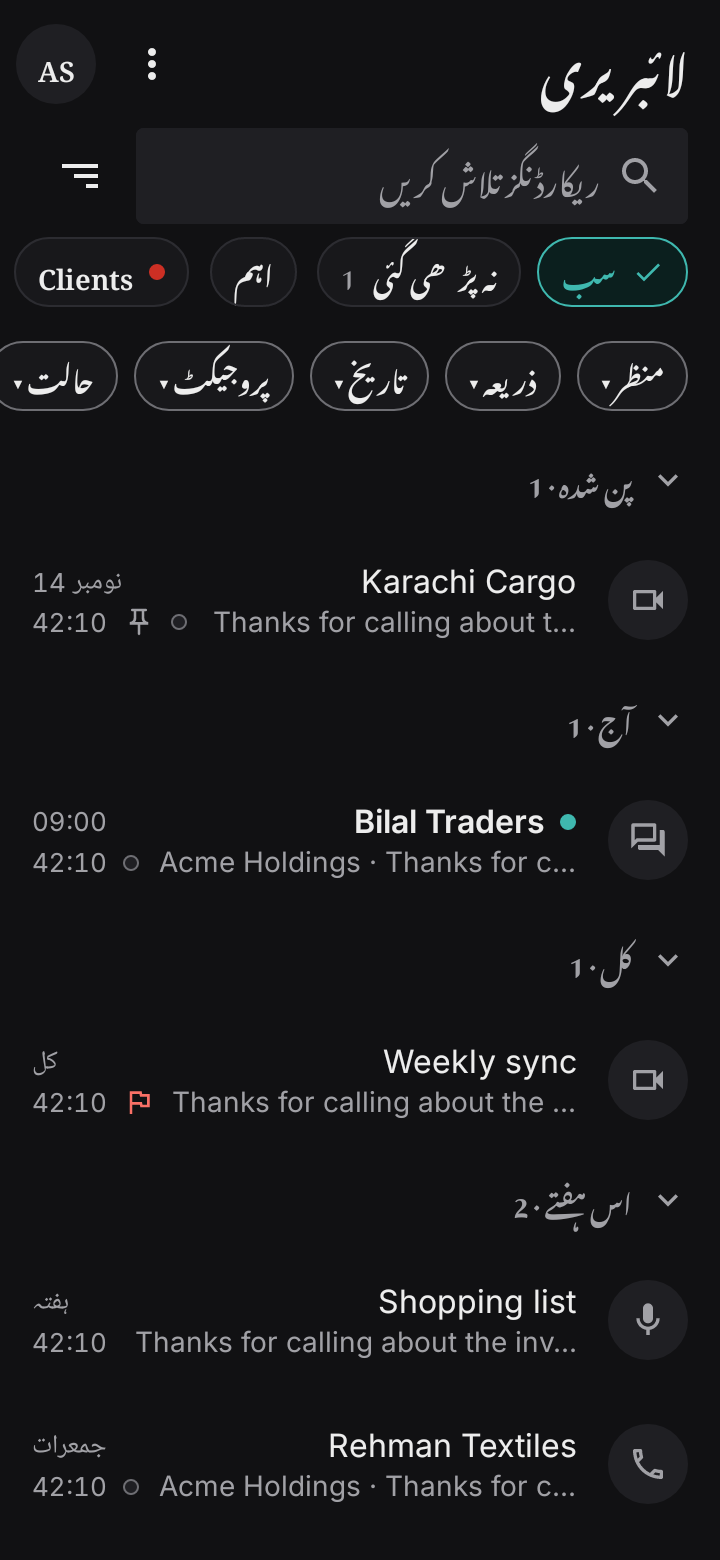 لائبریری
AS
ریکارڈنگز تلاش کریں
سب
نہ پڑھی گئی 1
اہم
Clients
منظر
ذریعہ
تاریخ
پروجیکٹ
حالت
پن شدہ · 1
Karachi Cargo
14 نومبر
Thanks for calling about t...
42:10
آج · 1
Bilal Traders
09:00
Acme Holdings · Thanks for c...
42:10
کل · 1
Weekly sync
کل
Thanks for calling about the ...
42:10
اس ہفتے · 2
Shopping list
ہفتہ
Thanks for calling about the inv...
42:10
Rehman Textiles
جمعرات
Acme Holdings · Thanks for c...
42:10